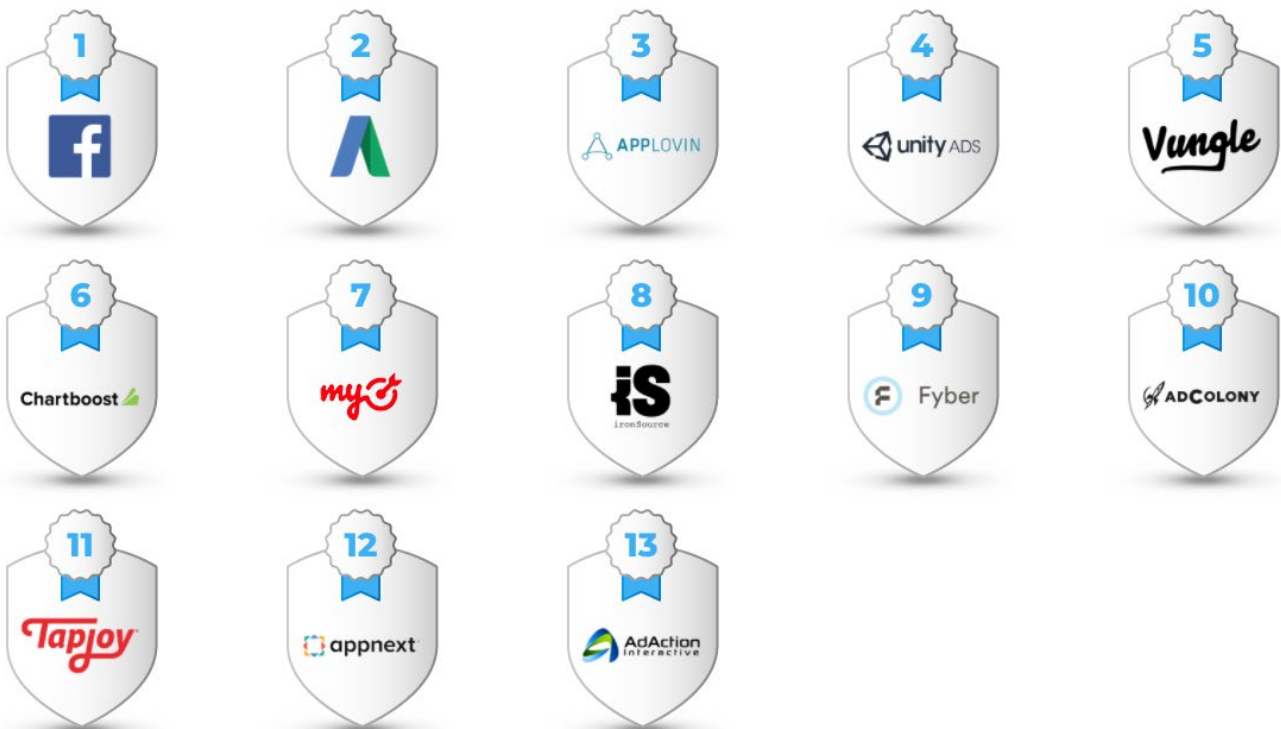 1
2
3
4
5
f
APPLOVIN
unity ADS
Vungle
6
7
8
9
10
Chartboost
my
iS
ironSource
Fyber
ADCOLONY
11
12
13
Tapjoy
appnext
AdAction
Interactive